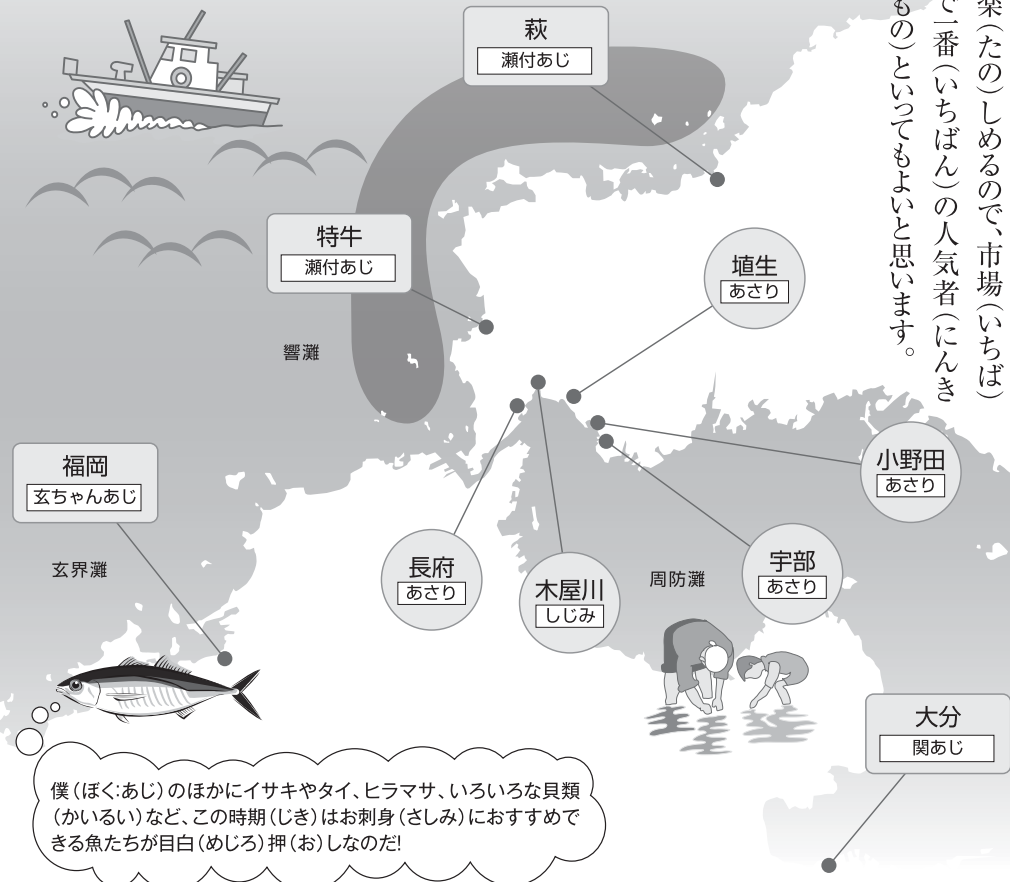 楽（たの）しめるので、市場（いちば）
で一番（いちばん）の人気者（にんき
もの）といってもよいと思います。
萩
瀬付あじ
特牛
瀬付あじ
響灘
埴生
あさり
福岡
玄ちゃんあじ
玄界灘
小野田
あさり
長府
あさり
木屋川
しじみ
周防灘
宇部
あさり
大分
関あじ
僕（ぼく:あじ）のほかにイサキやタイ、ヒラマサ、いろいろな貝類
（かいるい）など、この時期（じき）はお刺身（さしみ）におすすめで
きる魚たちが目白（めじろ）押（お）しなのだ!